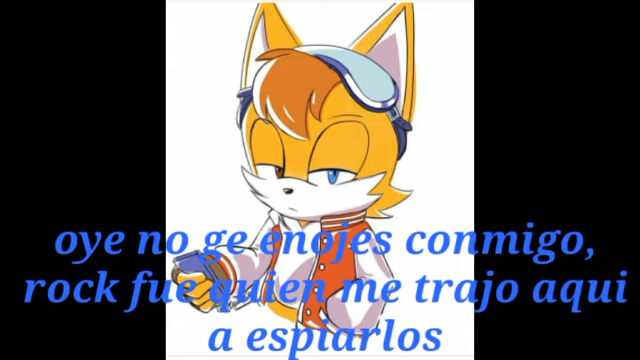 oye no ge enojes conmigo,
rock fue quien me trajo aqui
a espiarlos